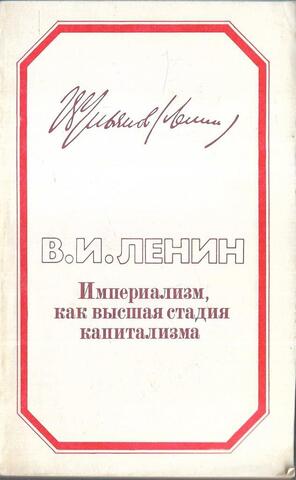 В. Ульянов (Ленин)
В.И.ЛЕНИН
Империализм,
как высшая стадия
капитализма